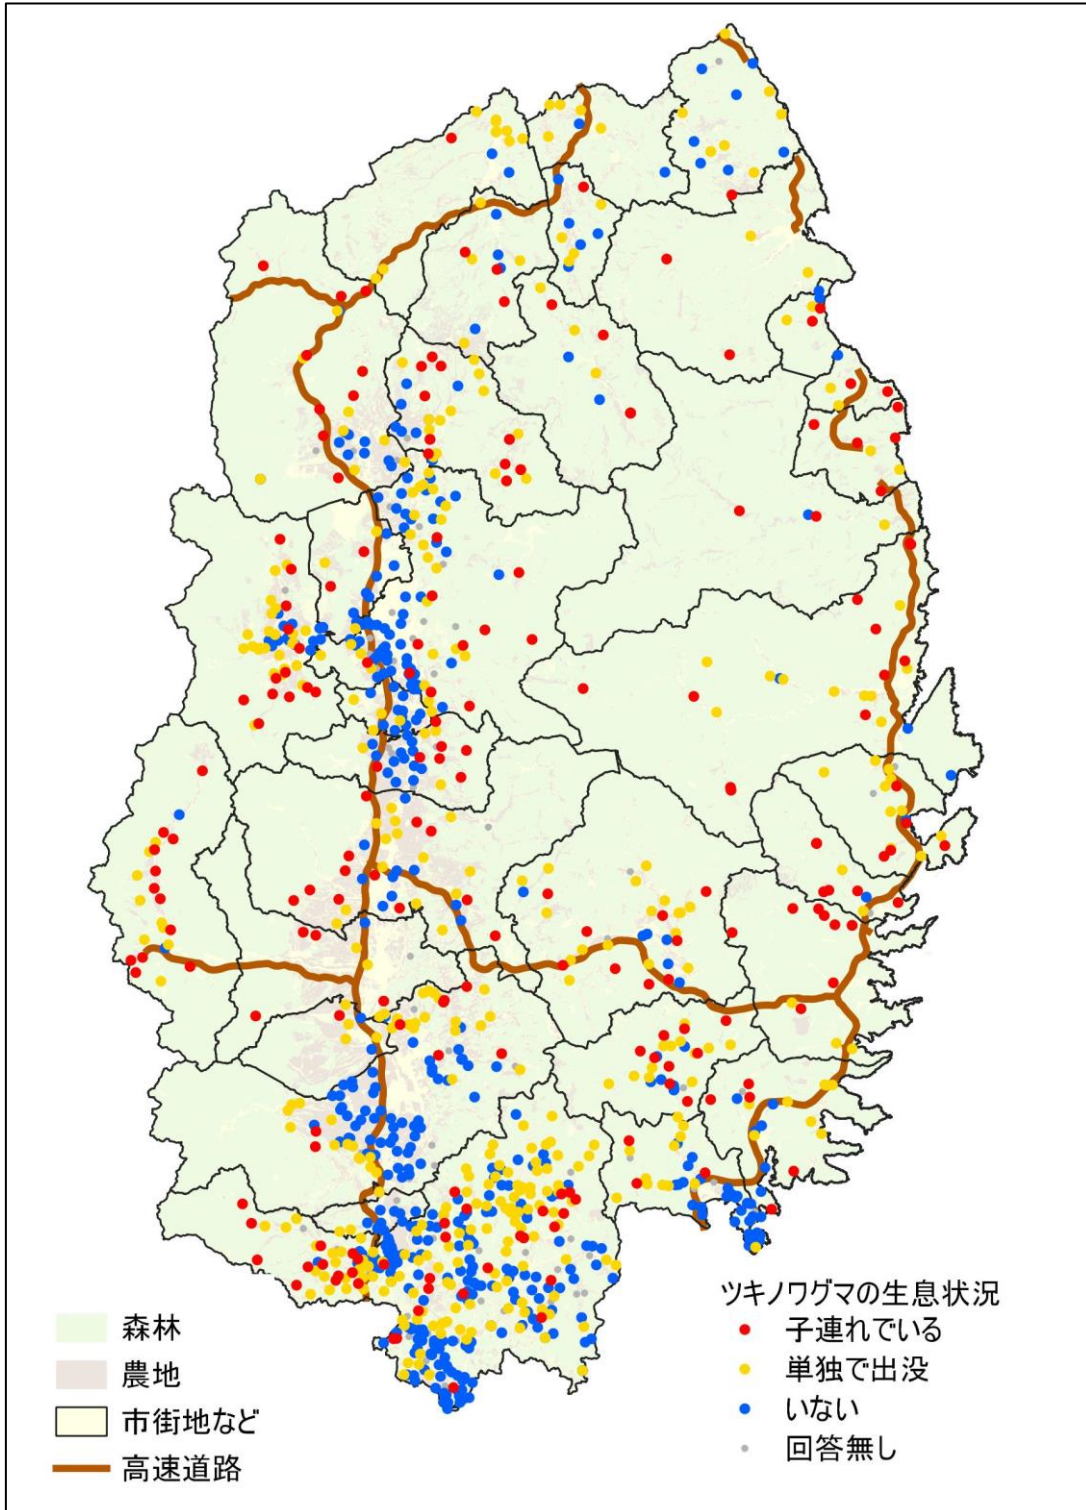 ツキノワグマの生息状況
子連れでいる
単独で出没
いない
回答無し
森林
農地
市街地など
高速道路